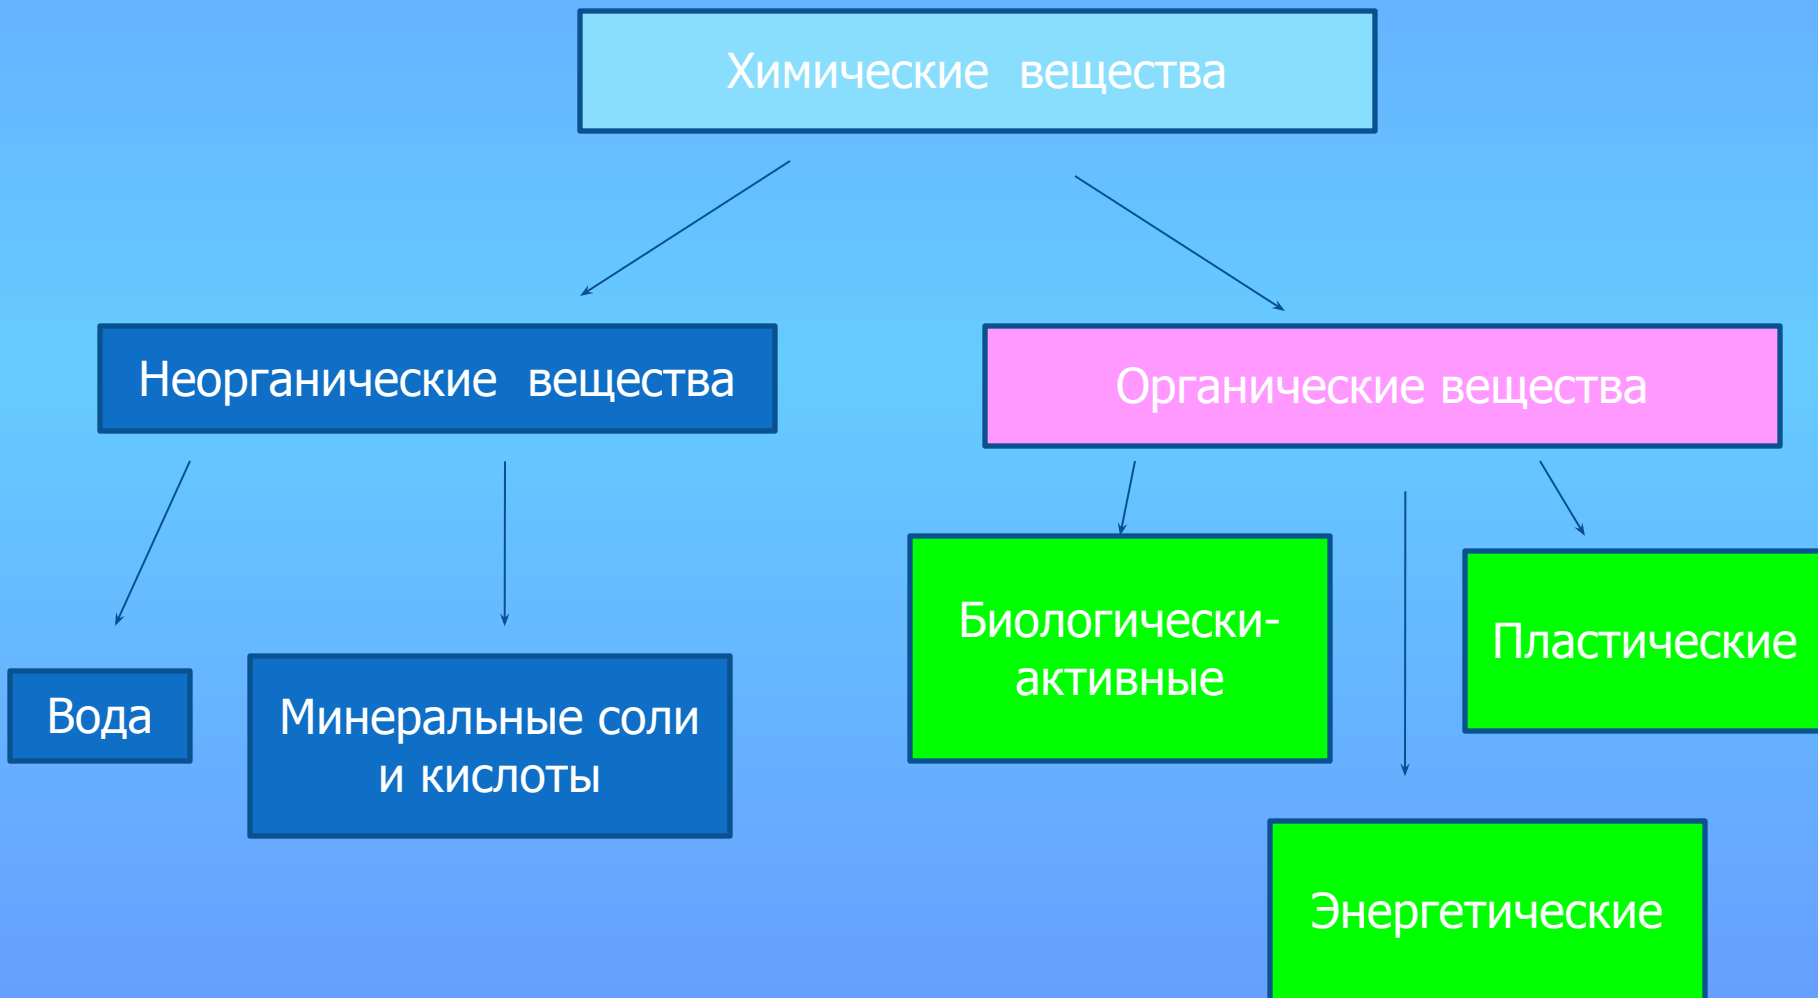 Химические вещества
Неорганические вещества
Органические вещества
Биологически-
активные
Пластические
Вода
Минеральные соли
и кислоты
Энергетические